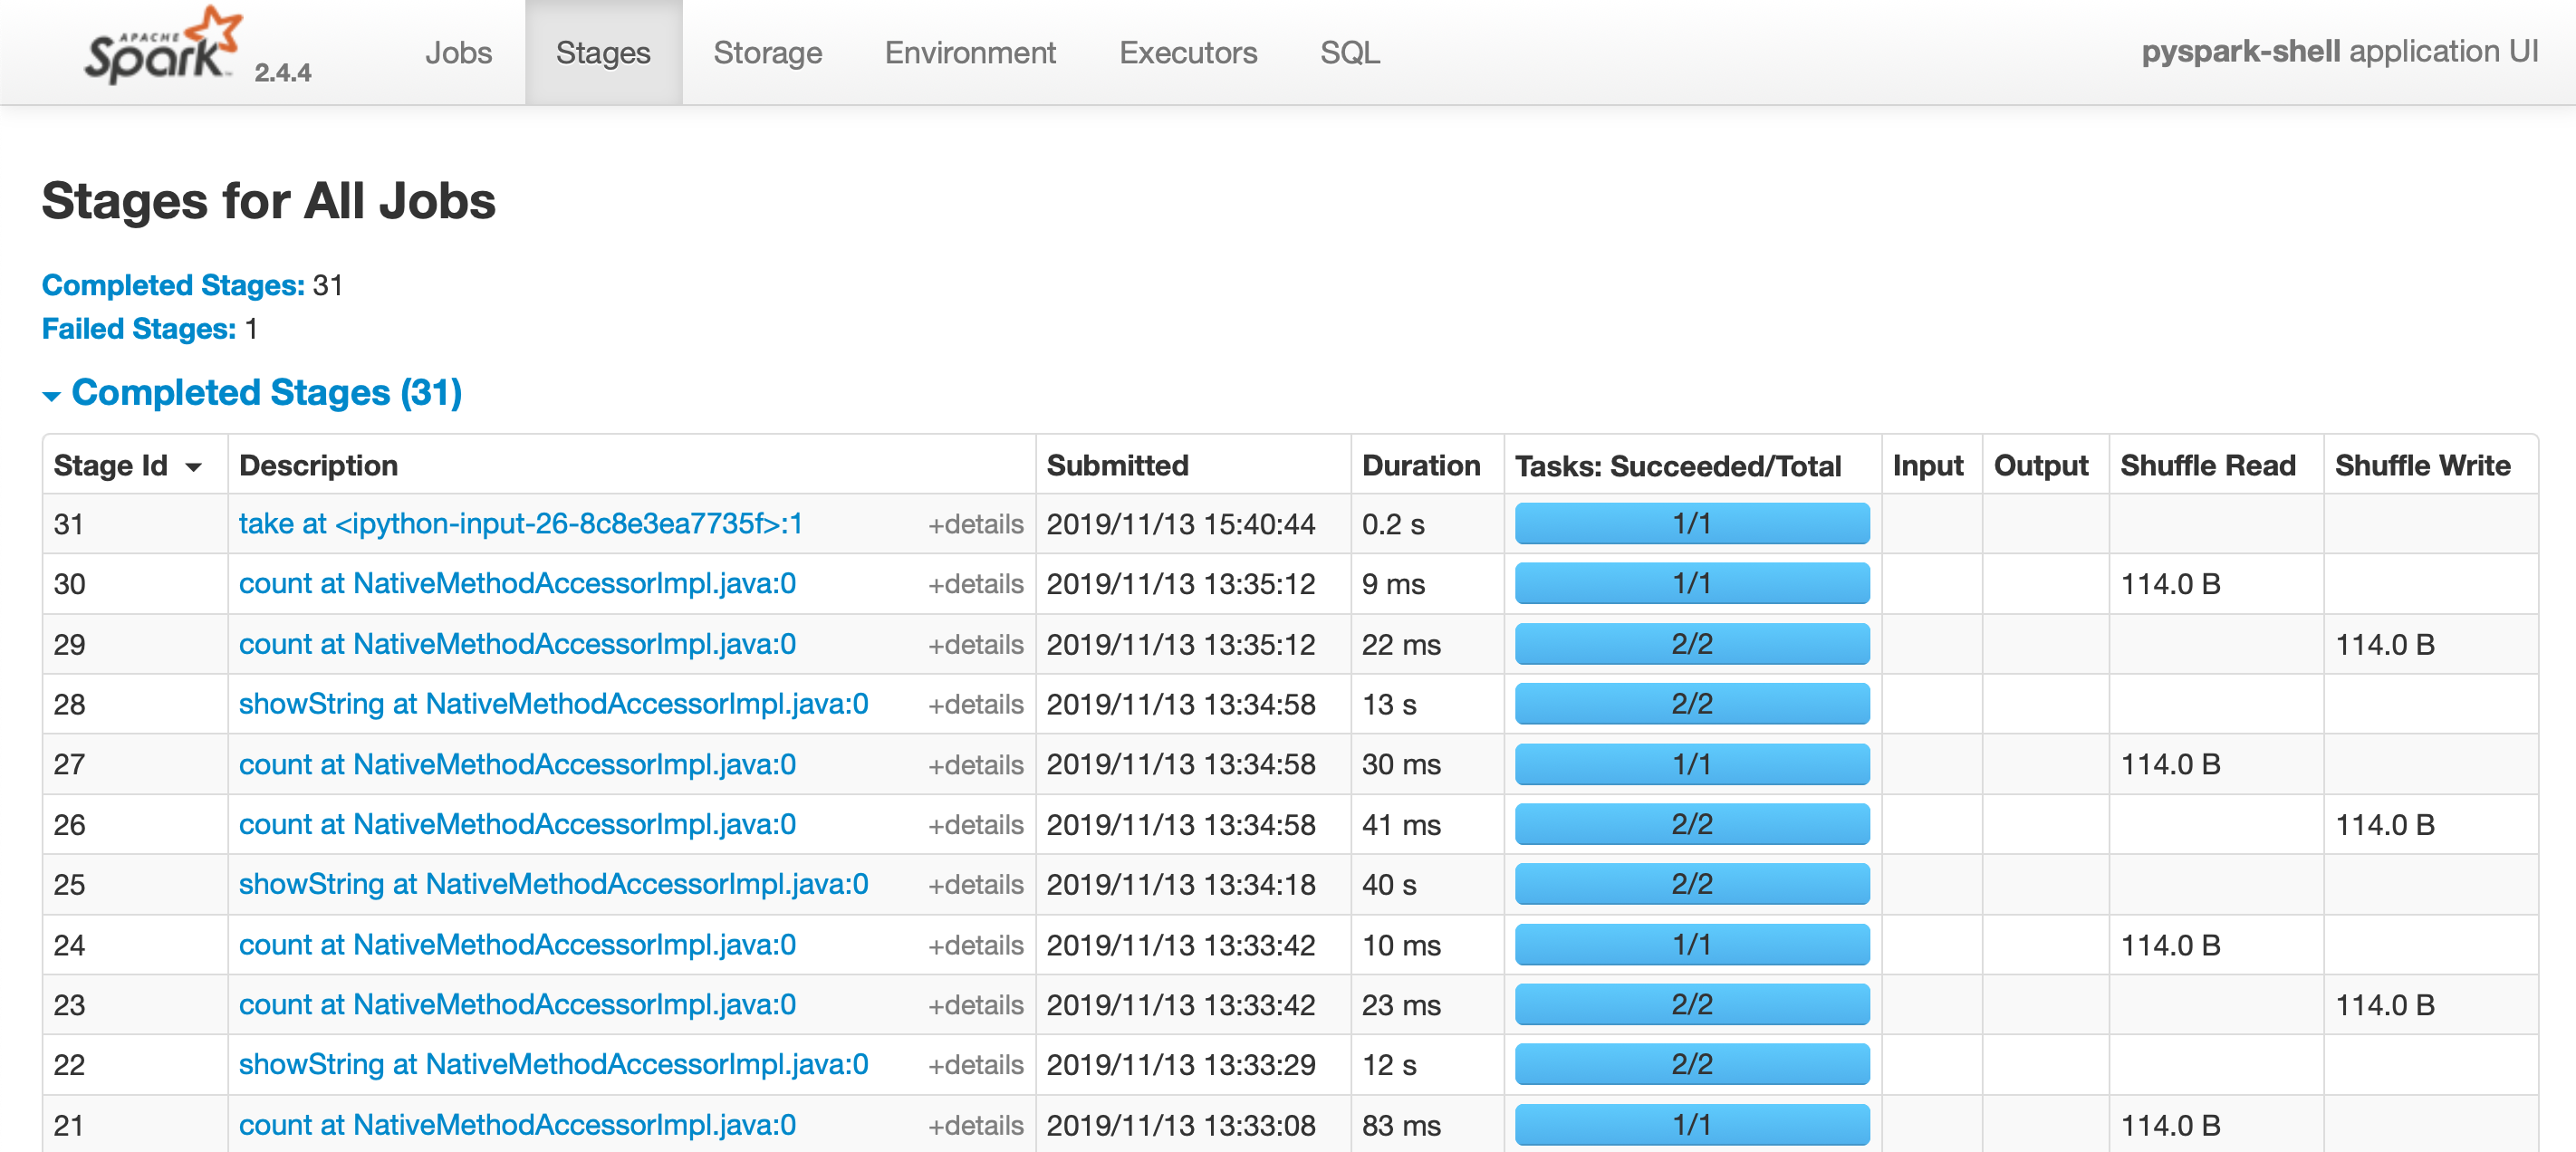 APACHE Spark™ 2.4.4 Jobs Stages Storage Environment Executors SQL pyspark-shell application UI
Stages for All Jobs
Completed Stages: 31
Failed Stages: 1
Completed Stages (31)
Stage Id Description Submitted Duration Tasks: Succeeded/Total Input Output Shuffle Read Shuffle Write
31 take at <ipython-input-26-8c8e3ea7735f>:1 +details 2019/11/13 15:40:44 0.2 s 1/1
30 count at NativeMethodAccessorImpl.java:0 +details 2019/11/13 13:35:12 9 ms 1/1 114.0 B
29 count at NativeMethodAccessorImpl.java:0 +details 2019/11/13 13:35:12 22 ms 2/2 114.0 B
28 showString at NativeMethodAccessorImpl.java:0 +details 2019/11/13 13:34:58 13 s 2/2
27 count at NativeMethodAccessorImpl.java:0 +details 2019/11/13 13:34:58 30 ms 1/1 114.0 B
26 count at NativeMethodAccessorImpl.java:0 +details 2019/11/13 13:34:58 41 ms 2/2 114.0 B
25 showString at NativeMethodAccessorImpl.java:0 +details 2019/11/13 13:34:18 40 s 2/2
24 count at NativeMethodAccessorImpl.java:0 +details 2019/11/13 13:33:42 10 ms 1/1 114.0 B
23 count at NativeMethodAccessorImpl.java:0 +details 2019/11/13 13:33:42 23 ms 2/2 114.0 B
22 showString at NativeMethodAccessorImpl.java:0 +details 2019/11/13 13:33:29 12 s 2/2
21 count at NativeMethodAccessorImpl.java:0 +details 2019/11/13 13:33:08 83 ms 1/1 114.0 B